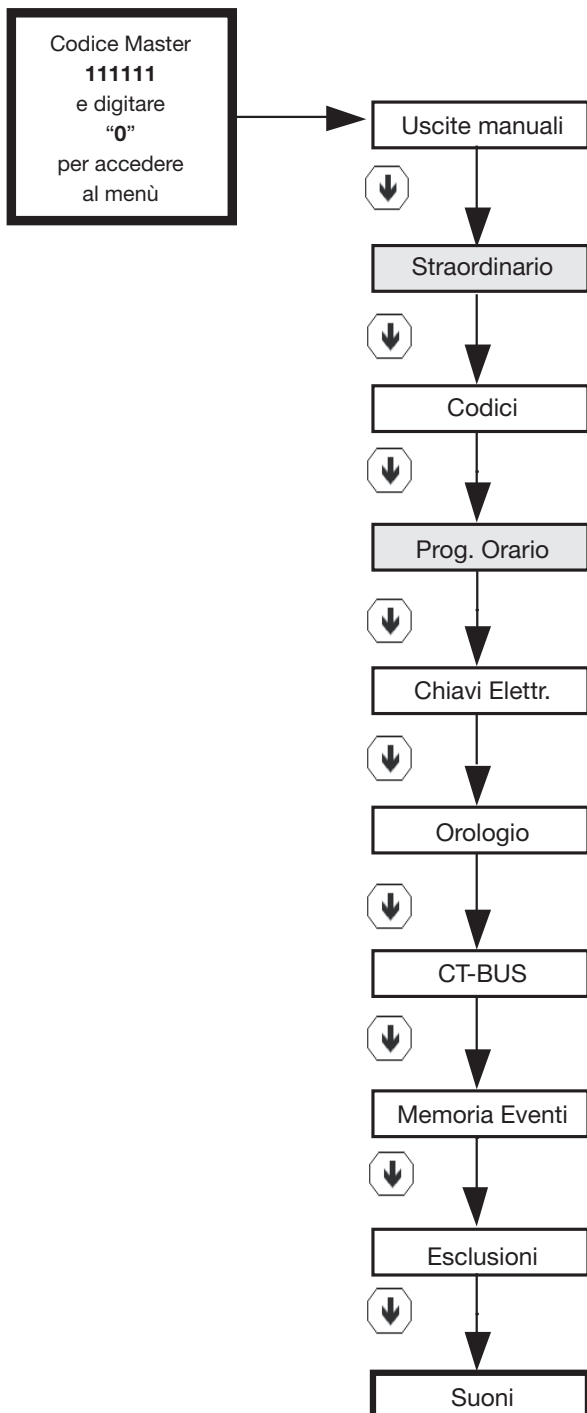 Codice Master
111111
e digitare
“0”
per accedere
al menù
Uscite manuali
Straordinario
Codici
Prog. Orario
Chiavi Elettr.
Orologio
CT-BUS
Memoria Eventi
Esclusioni
Suoni